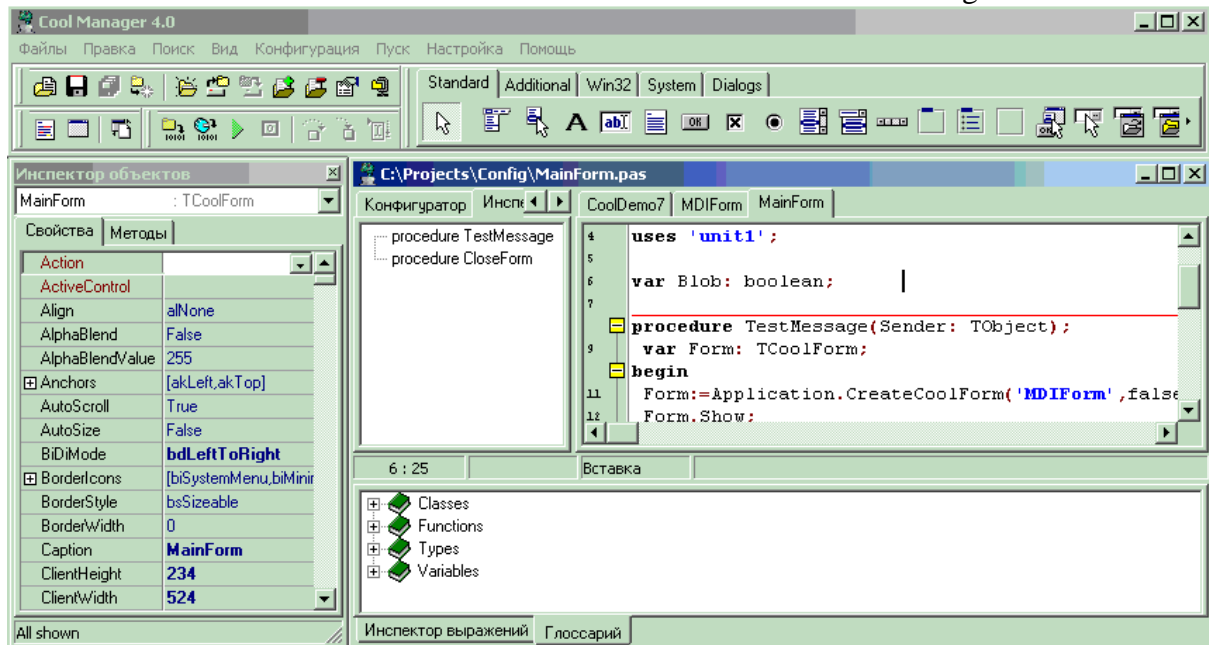 Cool Manager 4.0
Файлы Правка Поиск Вид Конфигурация Пуск Настройка Помощь
Standard Additional Win32 System Dialogs
Инспектор объектов
MainForm : TCoolForm
Свойства Методы
Action
ActiveControl
Align alNone
AlphaBlend False
AlphaBlendValue 255
Anchors [akLeft,akTop]
AutoScroll True
AutoSize False
BiDiMode bdLeftToRight
BorderIcons [biSystemMenu,biMinir
BorderStyle bsSizeable
BorderWidth 0
Caption MainForm
ClientHeight 234
ClientWidth 524
All shown
C:\Projects\Config\MainForm.pas
Конфигуратор Инспе
procedure TestMessage
procedure CloseForm
CoolDemo7 MDIForm MainForm
4 uses 'unit1';
5
6 var Blob: boolean;
7
procedure TestMessage(Sender: TObject);
9 var Form: TCoolForm;
begin
11 Form:=Application.CreateCoolForm('MDIForm',false
12 Form.Show;
6 : 25 Вставка
Classes
Functions
Types
Variables
Инспектор выражений Глоссарий